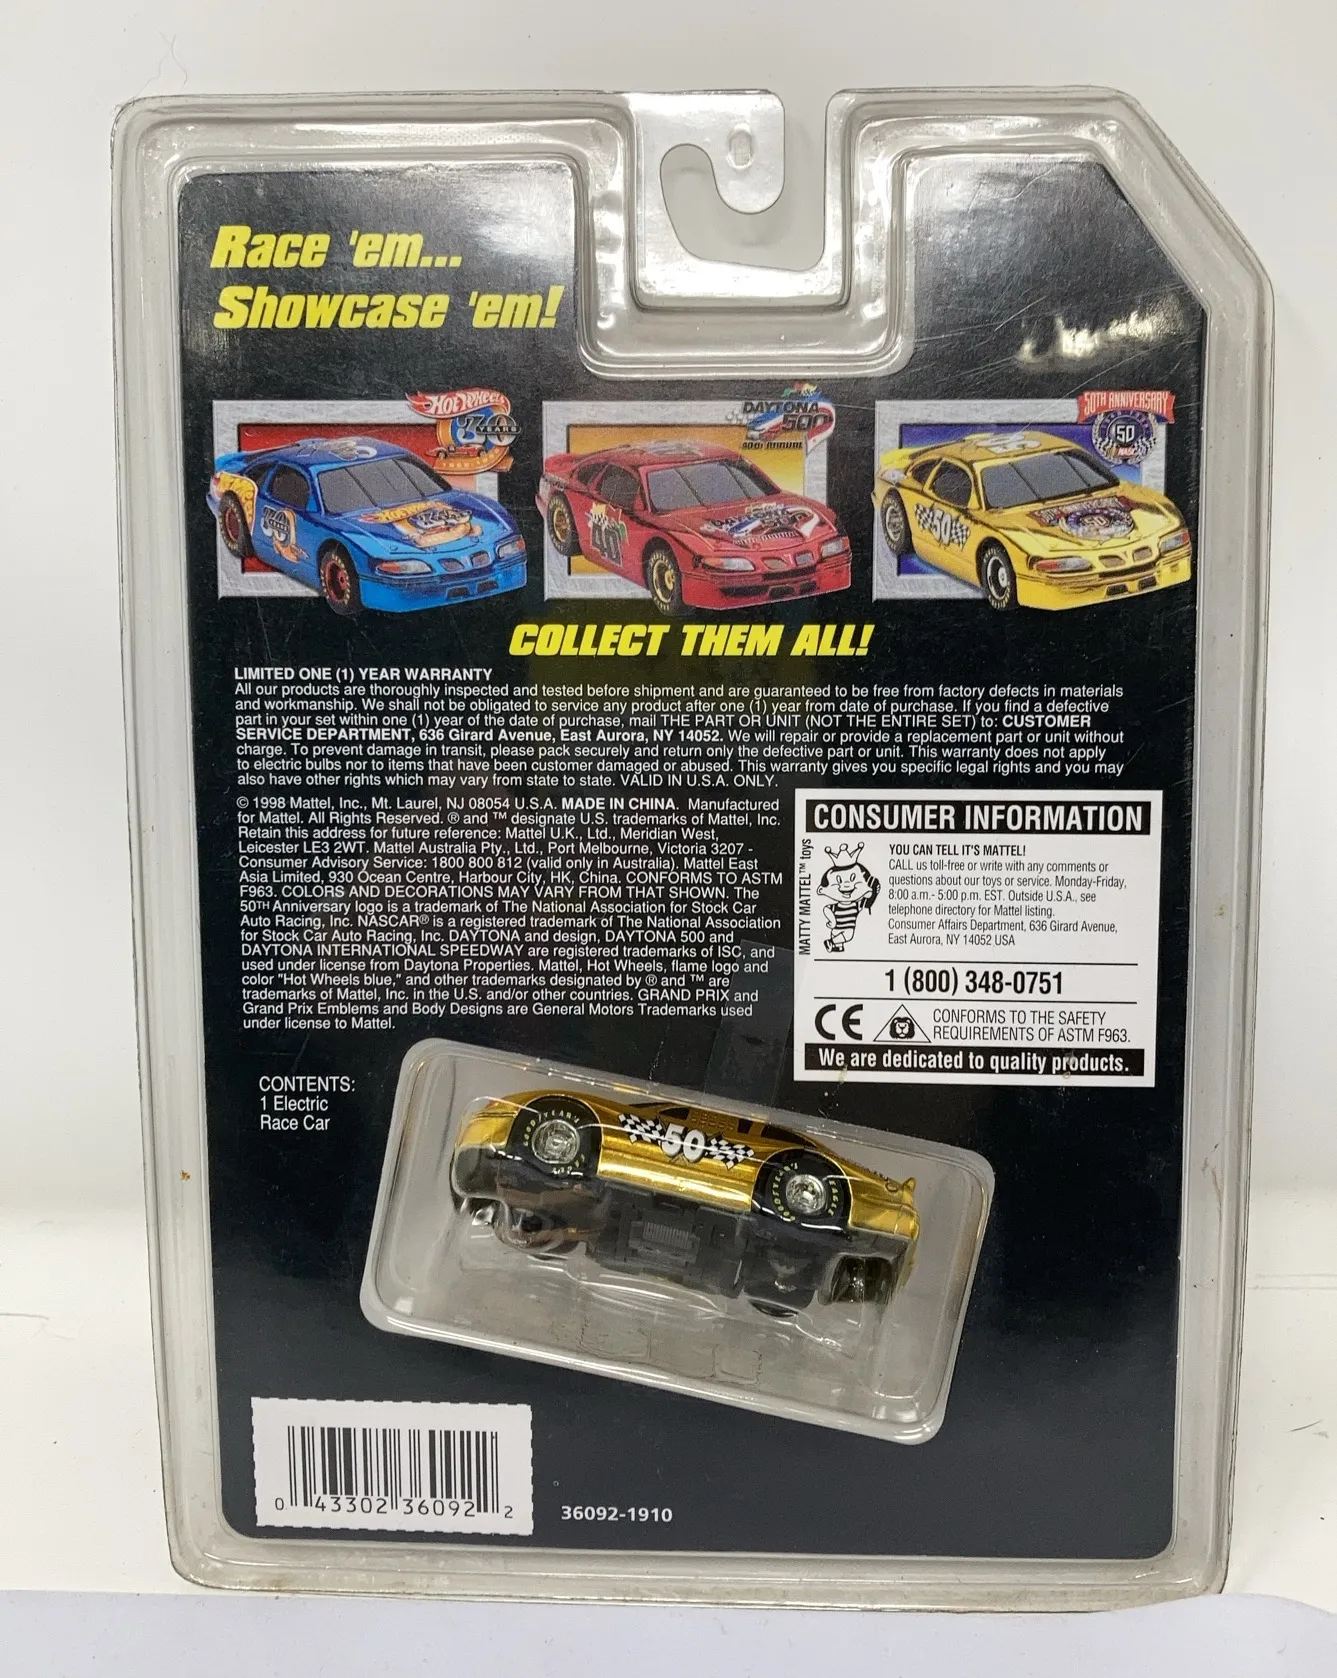 Race 'em...
Showcase 'em!
HOT WHEELS
30
YEARS
DAYTONA
500
40TH ANNUAL
50TH ANNIVERSARY
50
NASCAR
40
50
COLLECT THEM ALL!
LIMITED ONE (1) YEAR WARRANTY
All our products are thoroughly inspected and tested before shipment and are guaranteed to be free from factory defects in materials
and workmanship. We shall not be obligated to service any product after one (1) year from date of purchase. If you find a defective
part in your set within one (1) year of the date of purchase, mail THE PART OR UNIT (NOT THE ENTIRE SET) to: CUSTOMER
SERVICE DEPARTMENT, 636 Girard Avenue, East Aurora, NY 14052. We will repair or provide a replacement part or unit without
charge. To prevent damage in transit, please pack securely and return only the defective part or unit. This warranty does not apply
to electric bulbs nor to items that have been customer damaged or abused. This warranty gives you specific legal rights and you may
also have other rights which may vary from state to state. VALID IN U.S.A. ONLY.
© 1998 Mattel, Inc., Mt. Laurel, NJ 08054 U.S.A. MADE IN CHINA. Manufactured
for Mattel. All Rights Reserved. ® and ™ designate U.S. trademarks of Mattel, Inc.
Retain this address for future reference: Mattel U.K., Ltd., Meridian West,
Leicester LE3 2WT. Mattel Australia Pty., Ltd., Port Melbourne, Victoria 3207 -
Consumer Advisory Service: 1800 800 812 (valid only in Australia). Mattel East
Asia Limited, 930 Ocean Centre, Harbour City, HK, China. CONFORMS TO ASTM
F963. COLORS AND DECORATIONS MAY VARY FROM THAT SHOWN. The
50TH Anniversary logo is a trademark of The National Association for Stock Car
Auto Racing, Inc. NASCAR® is a registered trademark of The National Association
for Stock Car Auto Racing, Inc. DAYTONA and design, DAYTONA 500 and
DAYTONA INTERNATIONAL SPEEDWAY are registered trademarks of ISC, and
used under license from Daytona Properties. Mattel, Hot Wheels, flame logo and
color "Hot Wheels blue," and other trademarks designated by ® and ™ are
trademarks of Mattel, Inc. in the U.S. and/or other countries. GRAND PRIX and
Grand Prix Emblems and Body Designs are General Motors Trademarks used
under license to Mattel.
CONSUMER INFORMATION
MATTY MATTEL™ toys
YOU CAN TELL IT'S MATTEL!
CALL us toll-free or write with any comments or
questions about our toys or service. Monday-Friday,
8:00 a.m.- 5:00 p.m. EST. Outside U.S.A., see
telephone directory for Mattel listing.
Consumer Affairs Department, 636 Girard Avenue,
East Aurora, NY 14052 USA
1 (800) 348-0751
CE
CONFORMS TO THE SAFETY
REQUIREMENTS OF ASTM F963.
We are dedicated to quality products.
CONTENTS:
1 Electric
Race Car
GOODYEAR
50
GOODYEAR
EAGLE
0 43302 36092 2
36092-1910